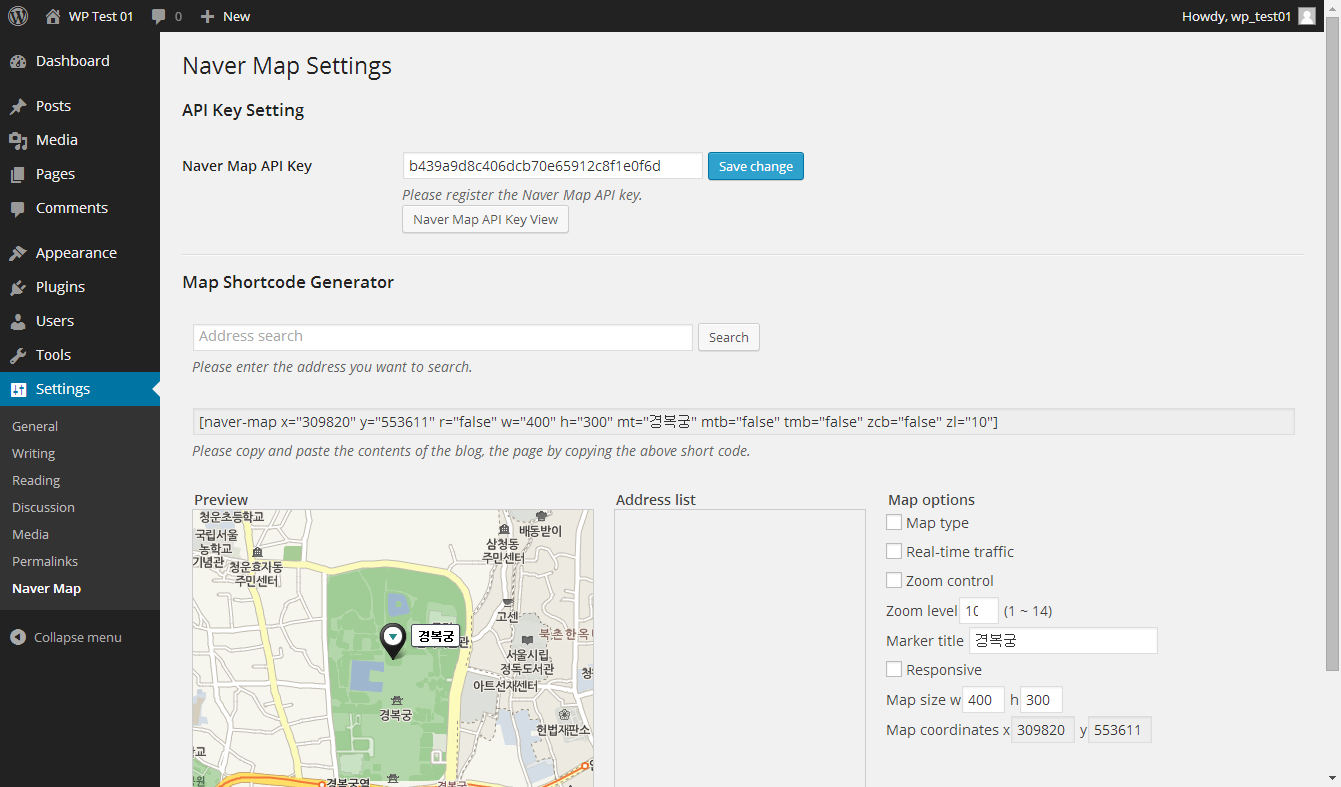 WP Test 01 0 New Howdy, wp_test01
Dashboard
Posts
Media
Pages
Comments
Appearance
Plugins
Users
Tools
Settings
General
Writing
Reading
Discussion
Media
Permalinks
Naver Map
Collapse menu
Naver Map Settings
API Key Setting
Naver Map API Key b439a9d8c406dcb70e65912c8f1e0f6d Save change
Please register the Naver Map API key.
Naver Map API Key View
Map Shortcode Generator
Address search Search
Please enter the address you want to search.
[naver-map x="309820" y="553611" r="false" w="400" h="300" mt="경복궁" mtb="false" tmb="false" zcb="false" zl="10"]
Please copy and paste the contents of the blog, the page by copying the above short code.
Preview
청운초등학교
국립서울
농학교
기념관
청운효자동
주민센터
배동받이
삼청동
주민센터
고센
북촌한옥
서울시립
정독도서관
아트선재센터
헌법재판소
경복궁
경복궁
경복궁역
Address list
Map options
Map type
Real-time traffic
Zoom control
Zoom level 10 (1 ~ 14)
Marker title 경복궁
Responsive
Map size w 400 h 300
Map coordinates x 309820 y 553611